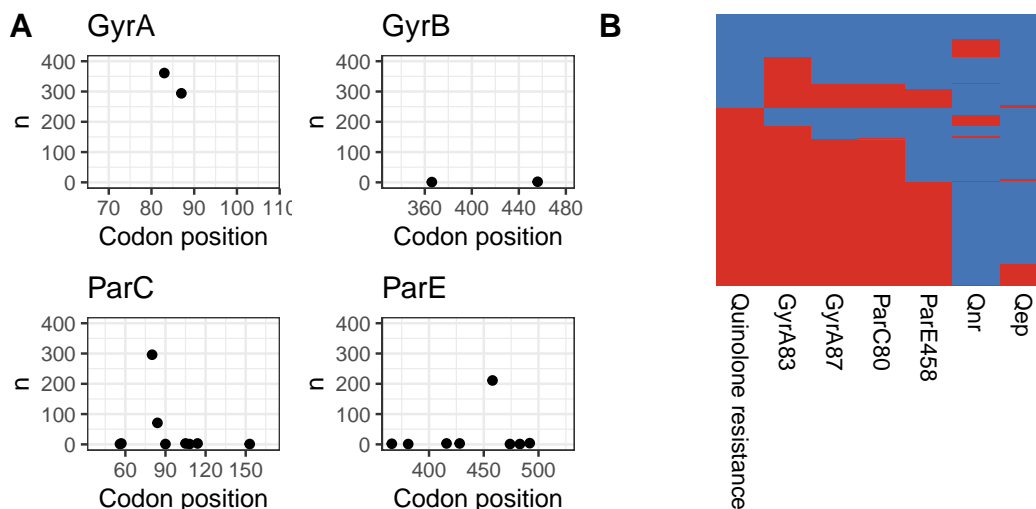 A
GyrA
400
300
200
100
0
n
70 80 90 100 11
Codon position
GyrB
400
300
200
100
0
n
360 400 440 480
Codon position
ParC
400
300
200
100
0
n
60 90 120 150
Codon position
ParE
400
300
200
100
0
n
400 450 500
Codon position
B
Quinolone resistance
GyrA83
GyrA87
ParC80
ParE458
Qnr
Qep